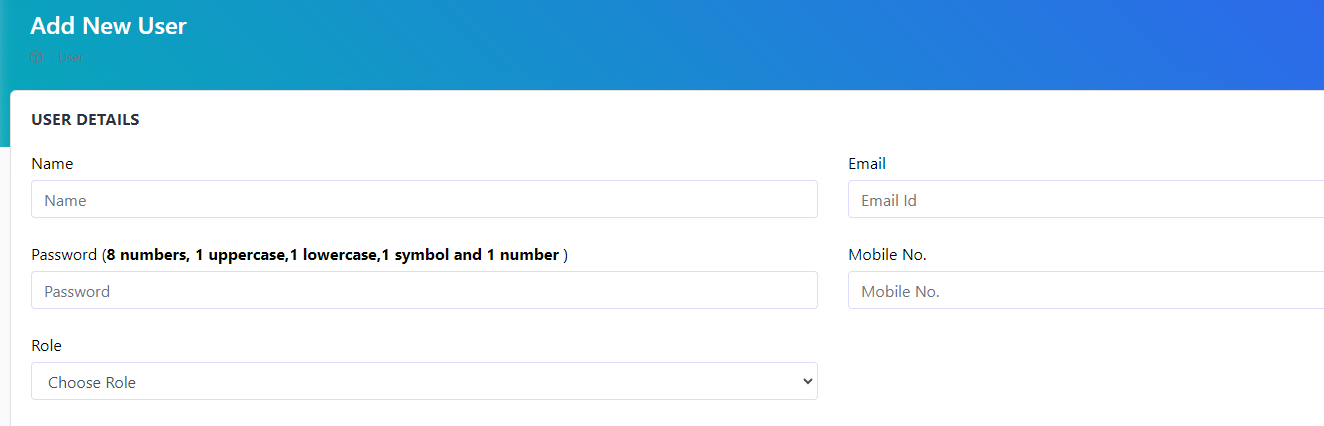 Add New User
User
USER DETAILS
Name
Email
Name
Email Id
Password (8 numbers, 1 uppercase,1 lowercase,1 symbol and 1 number )
Mobile No.
Password
Mobile No.
Role
Choose Role